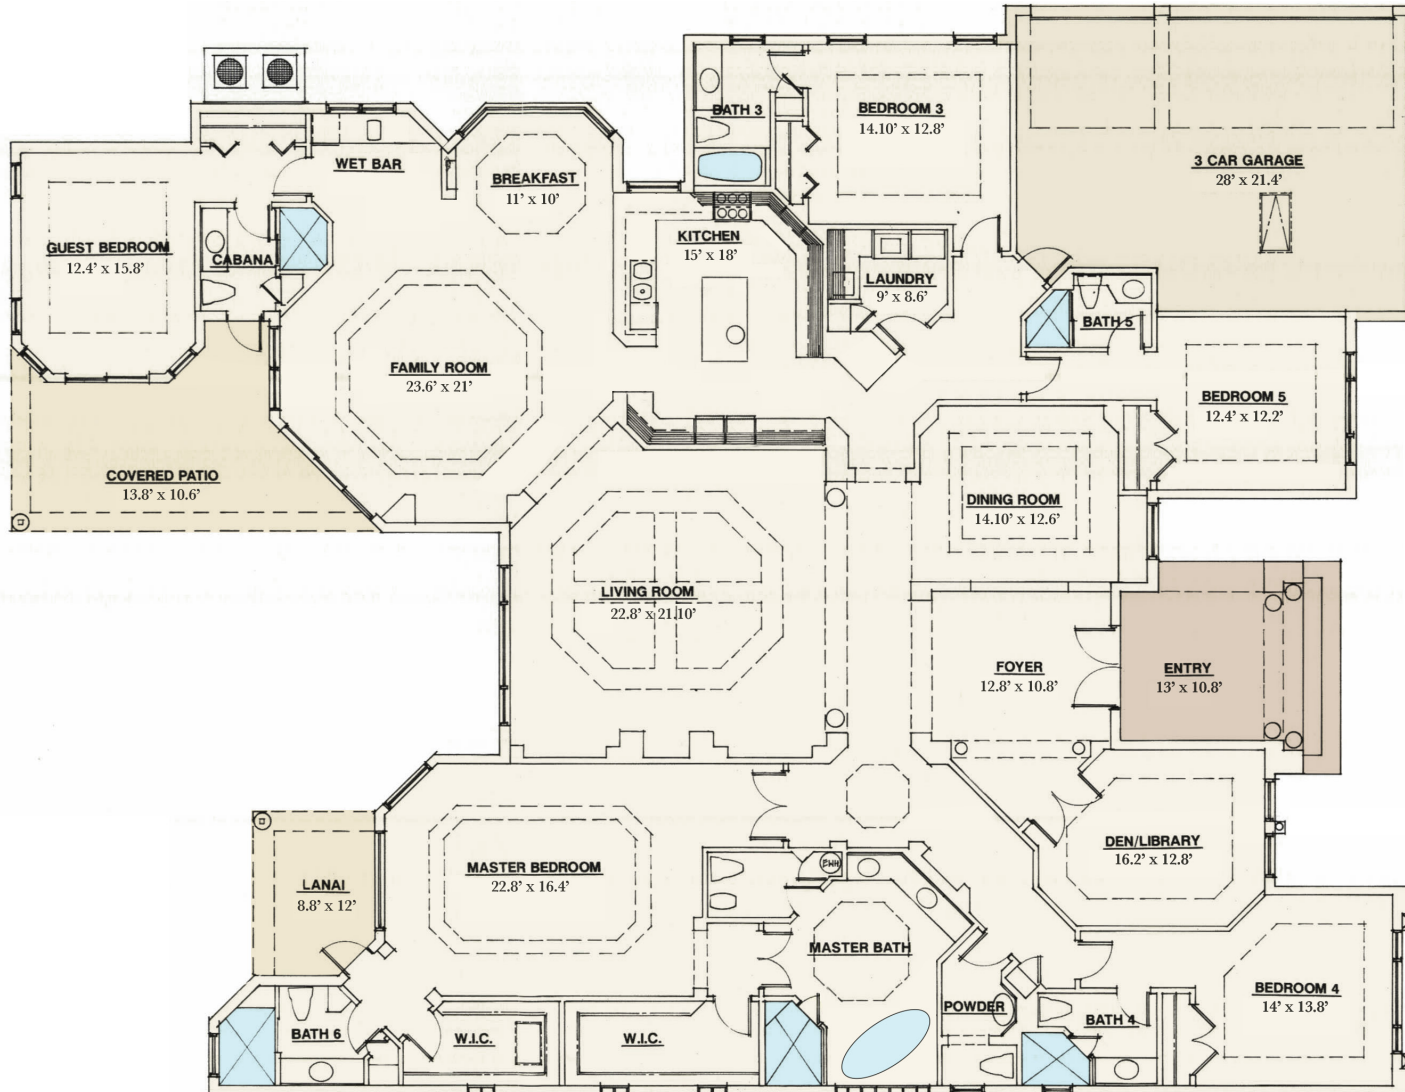 BATH 3
BEDROOM 3
14.10' x 12.8'
3 CAR GARAGE
28' x 21.4'
WET BAR
BREAKFAST
11' x 10'
GUEST BEDROOM
12.4' x 15.8'
CABANA
KITCHEN
15' x 18'
LAUNDRY
9' x 8.6'
BATH 5
FAMILY ROOM
23.6' x 21'
BEDROOM 5
12.4' x 12.2'
COVERED PATIO
13.8' x 10.6'
DINING ROOM
14.10' x 12.6'
LIVING ROOM
22.8' x 21.10'
FOYER
12.8' x 10.8'
ENTRY
13' x 10.8'
MASTER BEDROOM
22.8' x 16.4'
EWH
DEN/LIBRARY
16.2' x 12.8'
LANAI
8.8' x 12'
MASTER BATH
BEDROOM 4
14' x 13.8'
POWDER
BATH 4
BATH 6
W.I.C.
W.I.C.